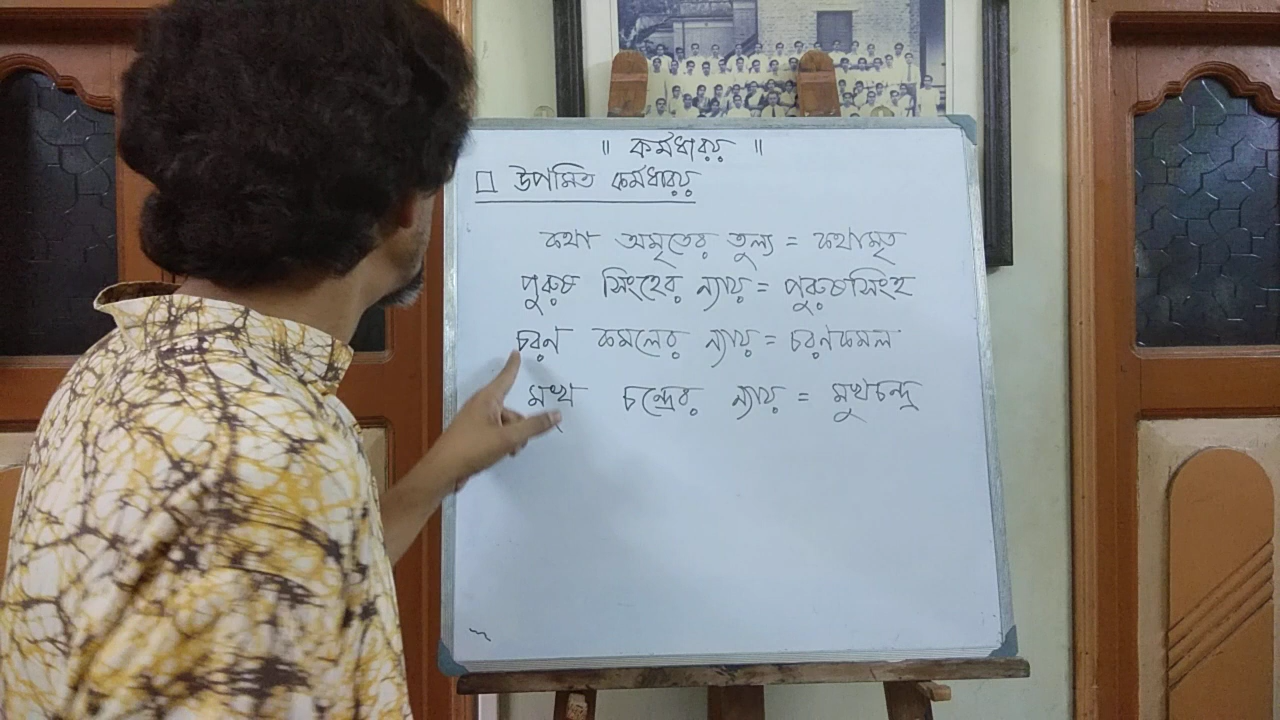 ॥ কর্মধারয় ॥
□ উপমিত কর্মধারয়
কথা অমৃতের তুল্য = কথামৃত
পুরুষ সিংহের ন্যায় = পুরুষসিংহ
চরণ কমলের ন্যায় = চরণকমল
মুখ চন্দ্রের ন্যায় = মুখচন্দ্র